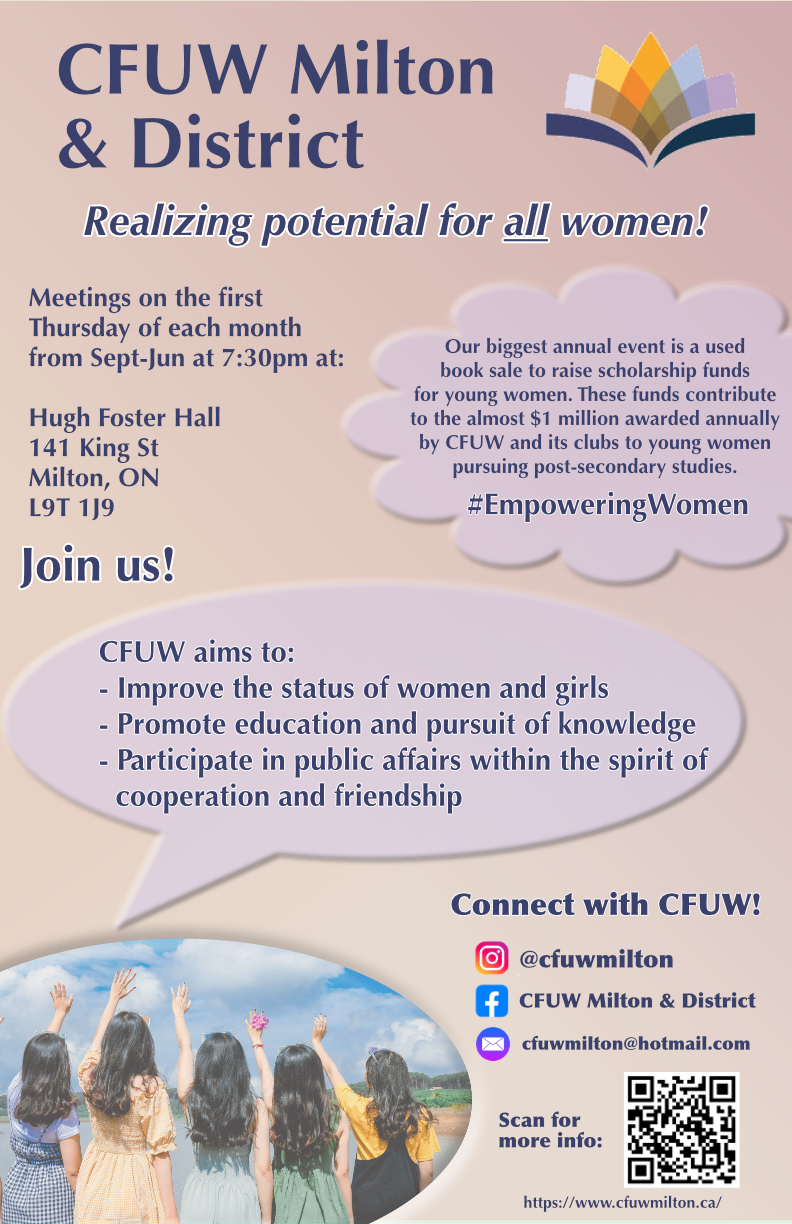 CFUW Milton
& District
Realizing potential for all women!
Meetings on the first
Thursday of each month
from Sept-Jun at 7:30pm at:
Hugh Foster Hall
141 King St
Milton, ON
L9T 1J9
Our biggest annual event is a used
book sale to raise scholarship funds
for young women. These funds contribute
to the almost $1 million awarded annually
by CFUW and its clubs to young women
pursuing post-secondary studies.
#EmpoweringWomen
Join us!
CFUW aims to:
- Improve the status of women and girls
- Promote education and pursuit of knowledge
- Participate in public affairs within the spirit of
cooperation and friendship
Connect with CFUW!
@cfuwmilton
CFUW Milton & District
cfuwmilton@hotmail.com
Scan for
more info:
https://www.cfuwmilton.ca/